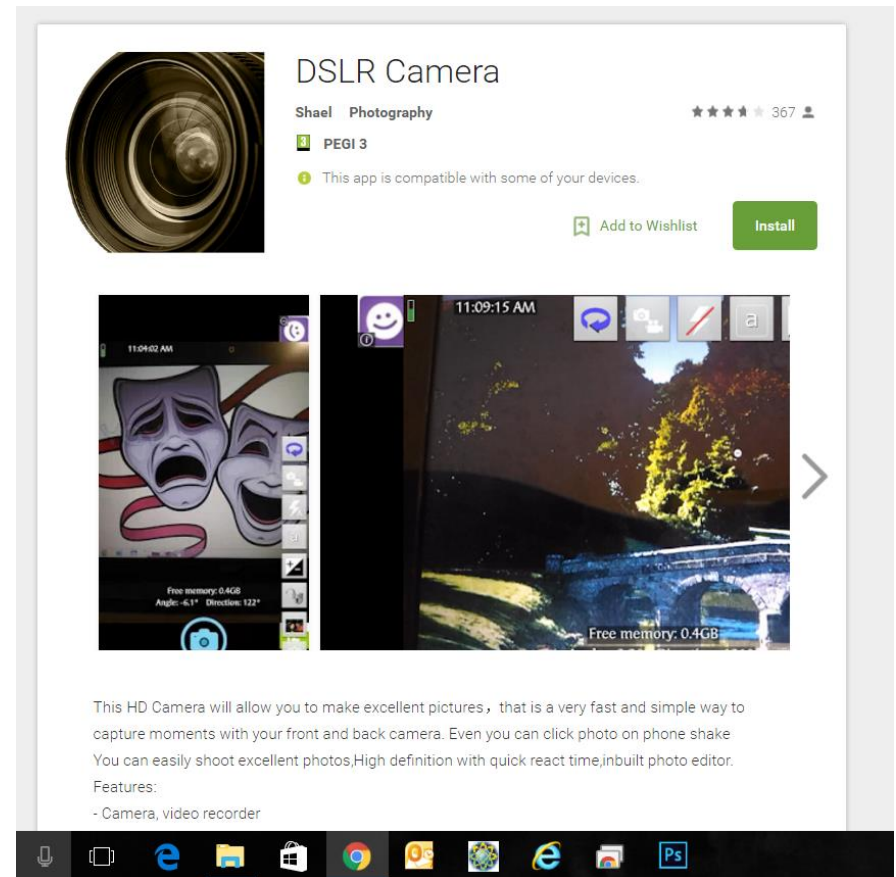 DSLR Camera
Shael Photography
367
3
PEGI 3
This app is compatible with some of your devices.
Add to Wishlist
Install
11:04:02 AM
a
Free memory: 0.4GB
Angle: -6.1° Direction: 122°
11:09:15 AM
a
Free memory: 0.4GB
This HD Camera will allow you to make excellent pictures，that is a very fast and simple way to
capture moments with your front and back camera. Even you can click photo on phone shake
You can easily shoot excellent photos,High definition with quick react time,inbuilt photo editor.
Features:
- Camera, video recorder
Ps